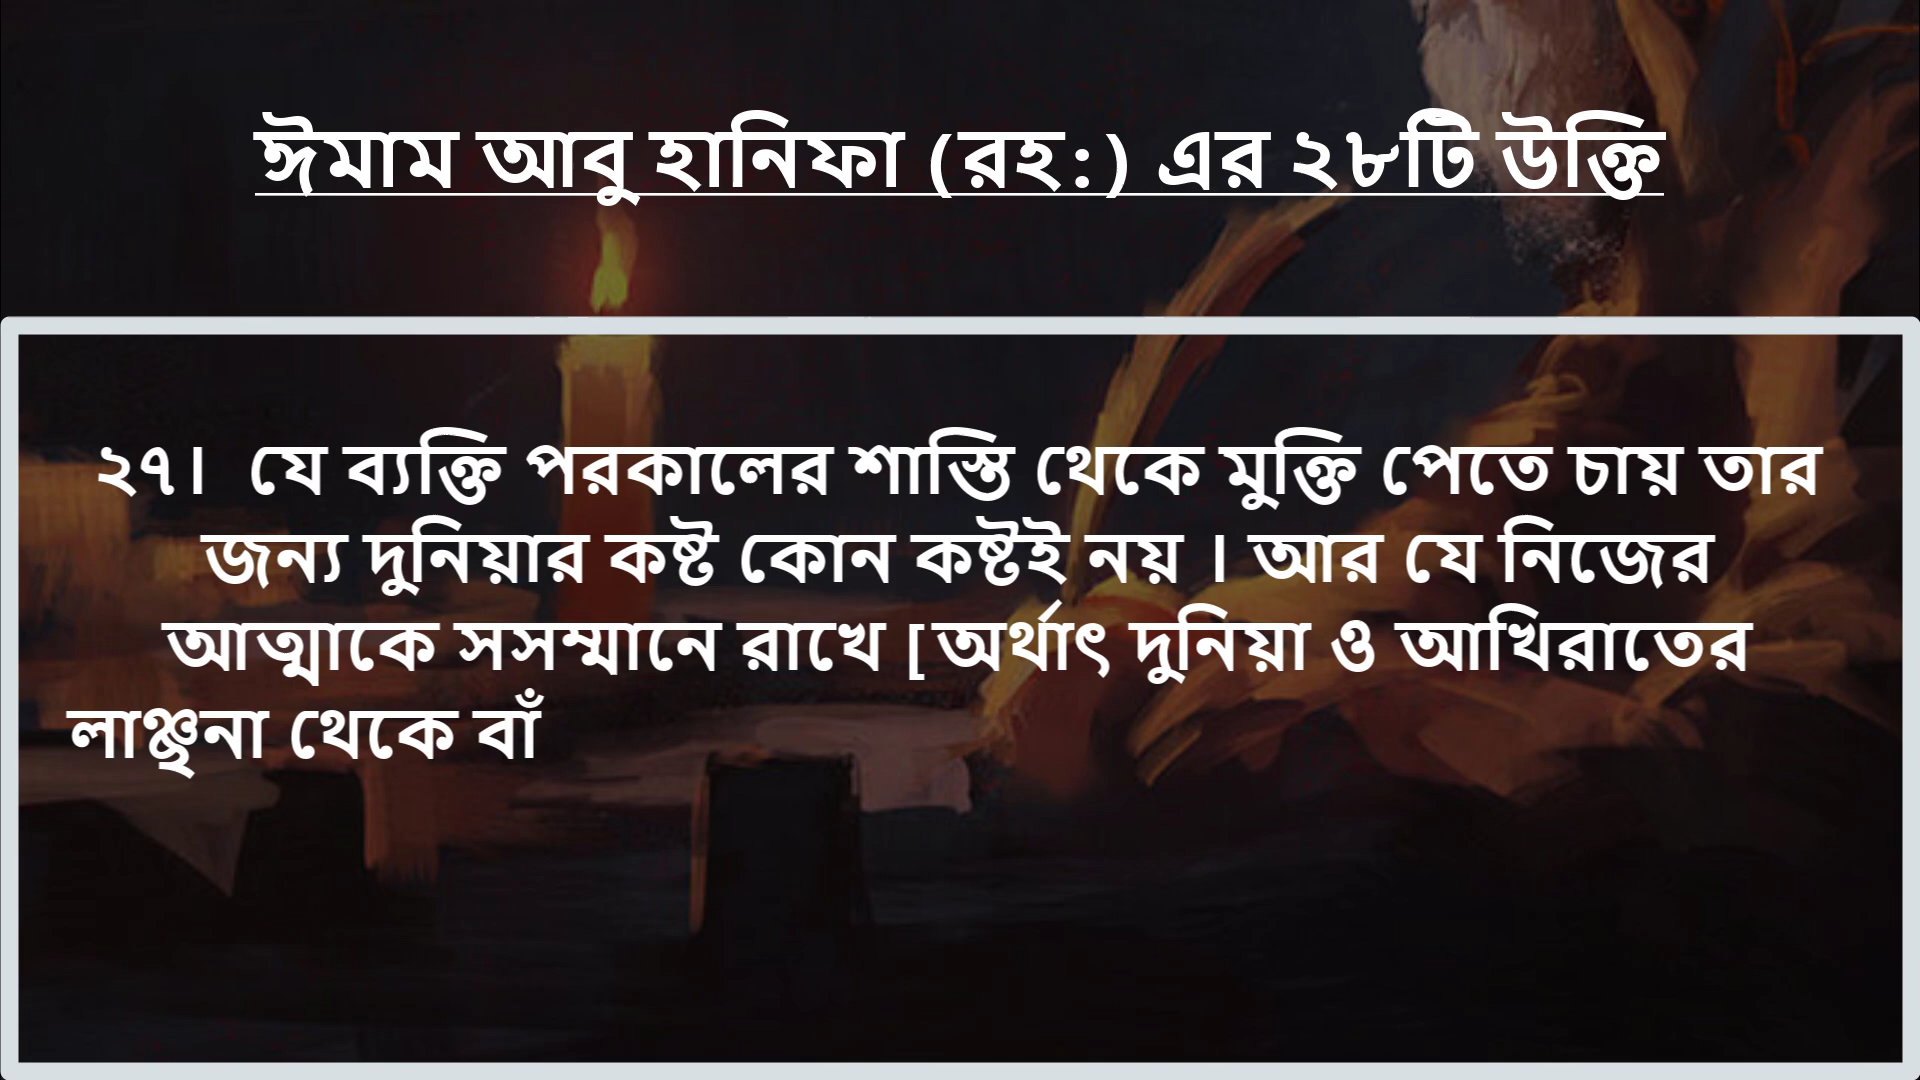 ঈমাম আবু হানিফা (রহ:) এর ২৮টি উক্তি
২৭। যে ব্যক্তি পরকালের শাস্তি থেকে মুক্তি পেতে চায় তার
জন্য দুনিয়ার কষ্ট কোন কষ্টই নয় । আর যে নিজের
আত্মাকে সসম্মানে রাখে [অর্থাৎ দুনিয়া ও আখিরাতের
লাঞ্ছনা থেকে বাঁ